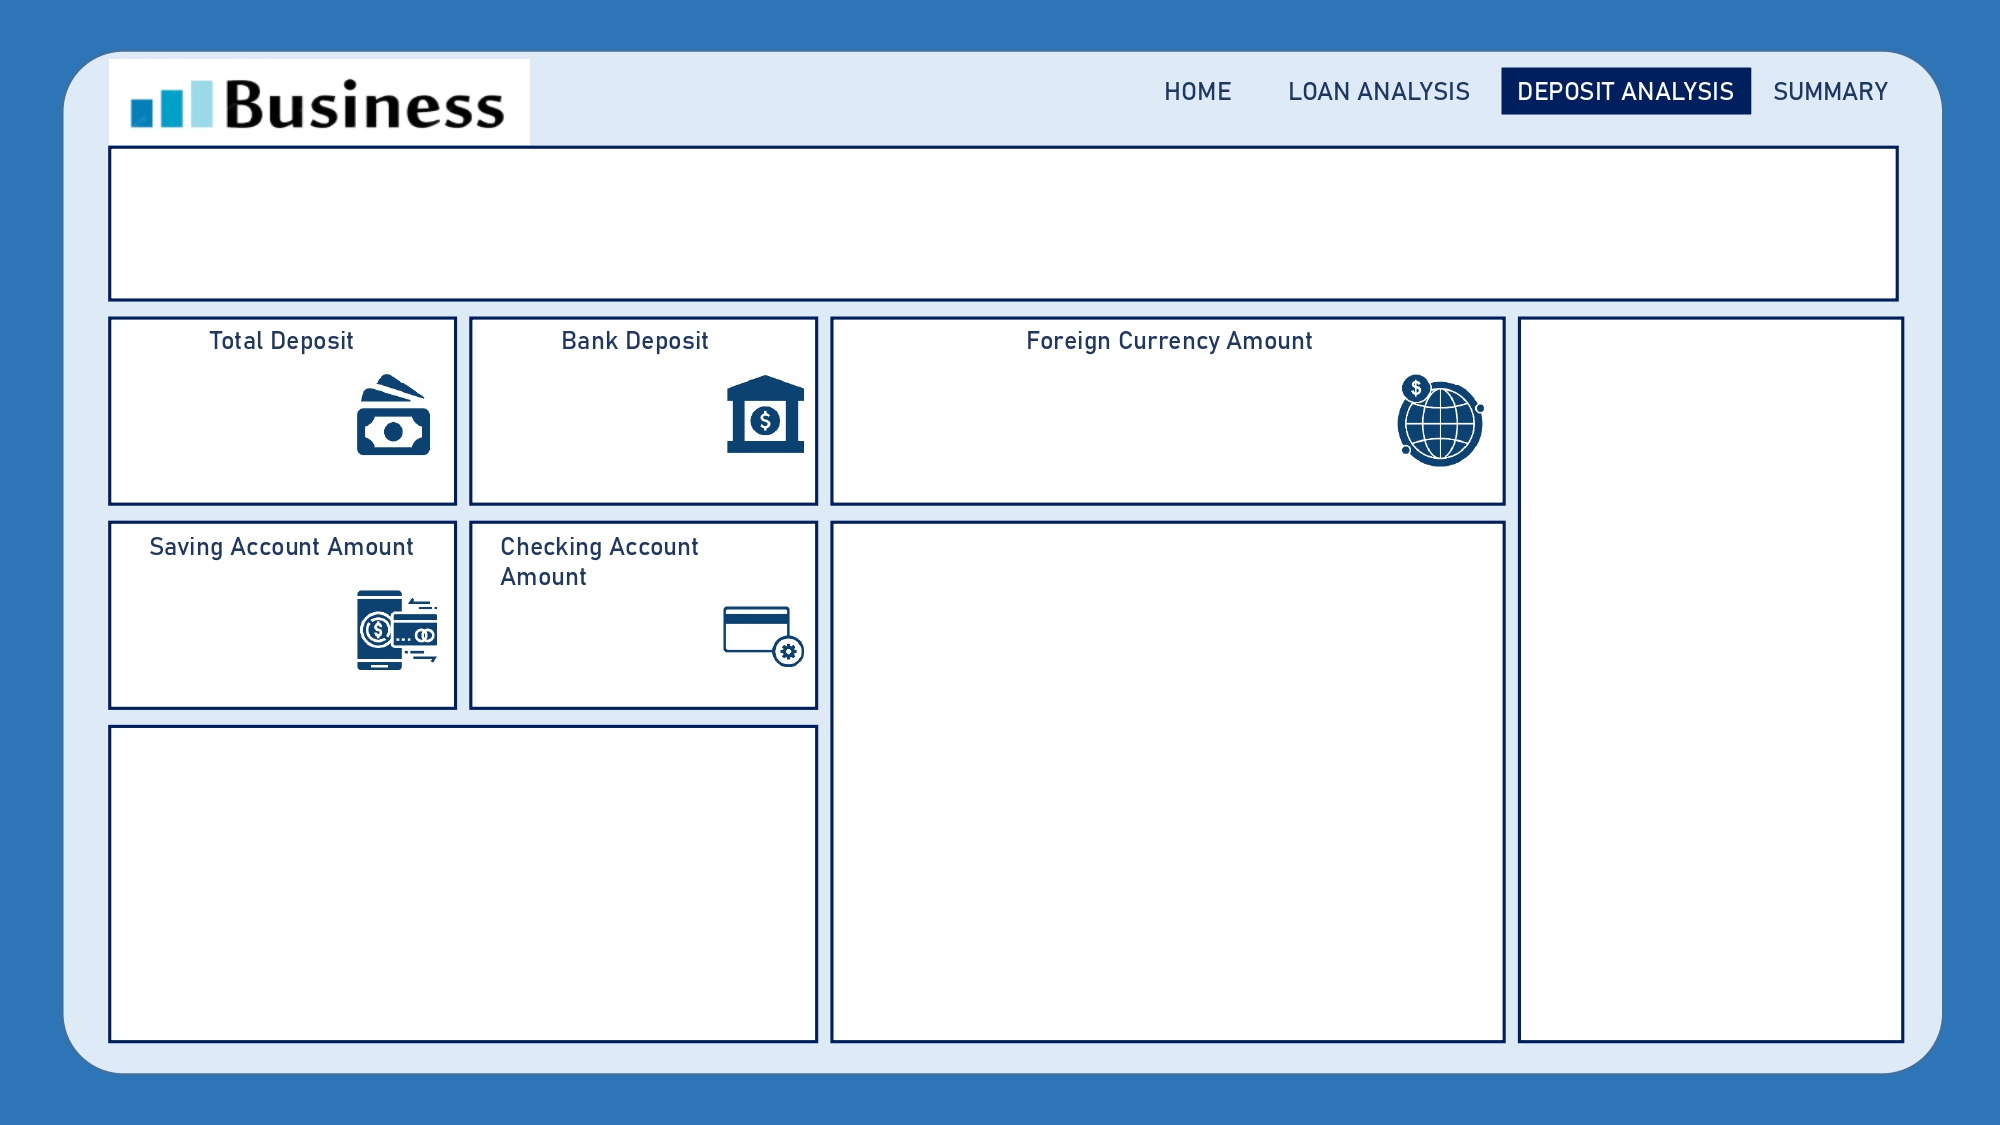 Business
HOME
LOAN ANALYSIS
DEPOSIT ANALYSIS
SUMMARY
Total Deposit
Bank Deposit
Foreign Currency Amount
$
$
Saving Account Amount
Checking Account
Amount
$